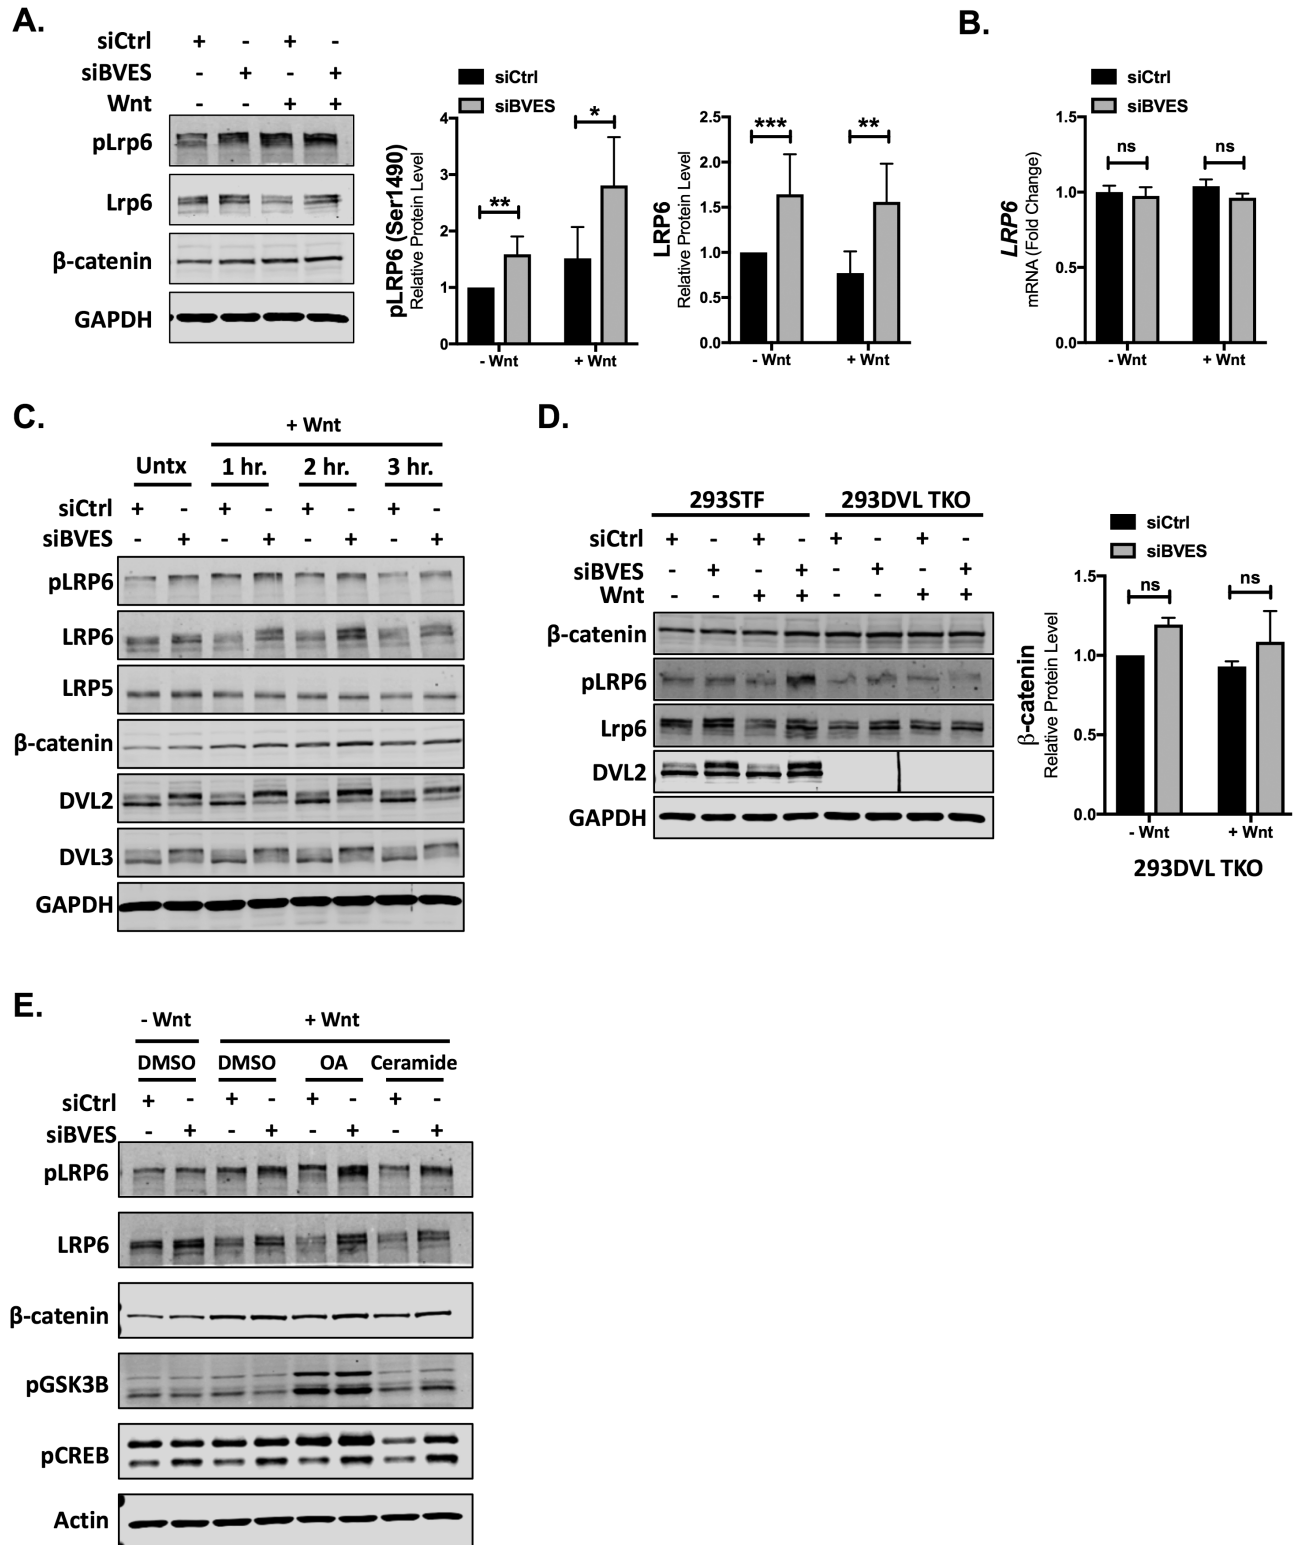 A.
siCtrl + - + -
siBVES - + - +
Wnt - - + +
pLrp6
Lrp6
β-catenin
GAPDH
siCtrl
siBVES
pLRP6 (Ser1490)
Relative Protein Level
4
3
2
1
0
**
*
- Wnt
+ Wnt
LRP6
Relative Protein Level
2.5
2.0
1.5
1.0
0.5
0.0
***
**
- Wnt
+ Wnt
B.
siCtrl
siBVES
LRP6
mRNA (Fold Change)
1.5
1.0
0.5
0.0
ns
ns
- Wnt
+ Wnt
C.
+ Wnt
Untx 1 hr. 2 hr. 3 hr.
siCtrl + - + - + - + -
siBVES - + - + - + - +
pLRP6
LRP6
LRP5
β-catenin
DVL2
DVL3
GAPDH
D.
293STF 293DVL TKO
siCtrl + - + - + - + -
siBVES - + - + - + - +
Wnt - - + + - - + +
β-catenin
pLRP6
Lrp6
DVL2
GAPDH
siCtrl
siBVES
β-catenin
Relative Protein Level
1.5
1.0
0.5
0.0
ns
ns
- Wnt
+ Wnt
293DVL TKO
E.
- Wnt + Wnt
DMSO DMSO OA Ceramide
siCtrl + - + - + - + -
siBVES - + - + - + - +
pLRP6
LRP6
β-catenin
pGSK3B
pCREB
Actin